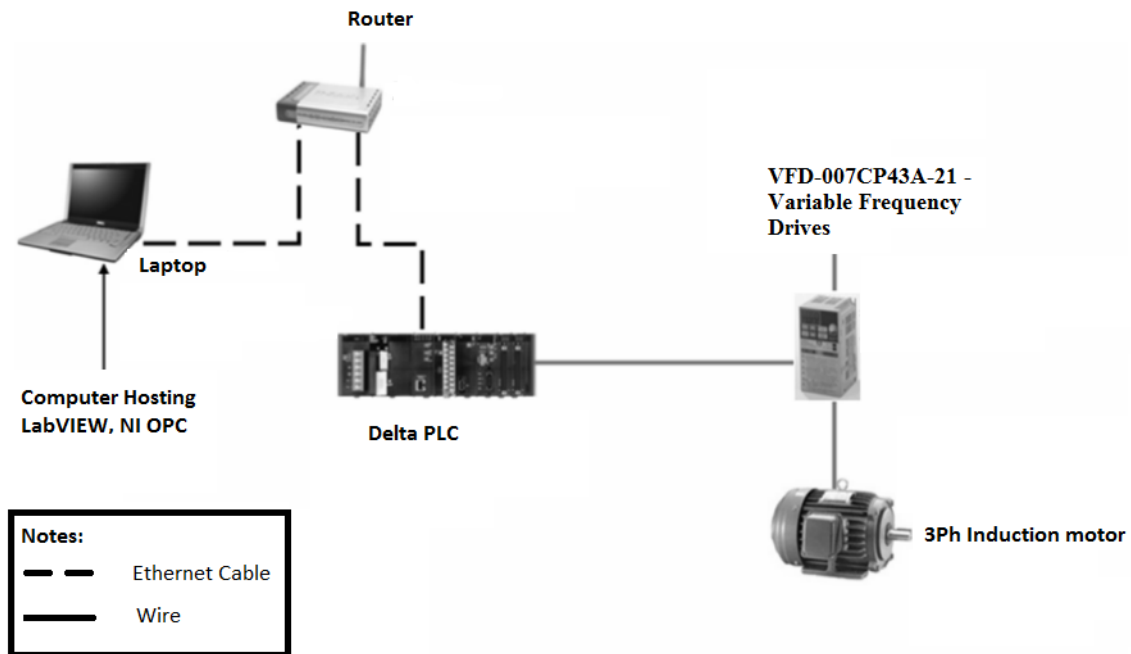 Router
VFD-007CP43A-21 -
Variable Frequency
Drives
Laptop
Computer Hosting
LabVIEW, NI OPC
Delta PLC
3Ph Induction motor
Notes:
Ethernet Cable
Wire